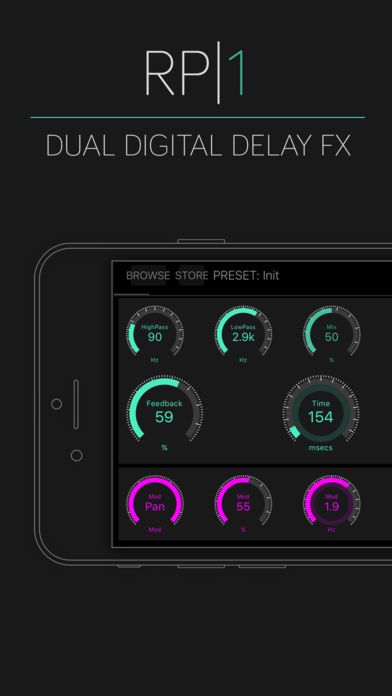 RP|1
DUAL DIGITAL DELAY FX
BROWSE STORE PRESET: Init
HighPass LowPass Mix
90 2.9k 50
Hz Hz %
Feedback Time
59 154
% msecs
Mod Mod Mod
Pan 55 1.9
Mod % Hz